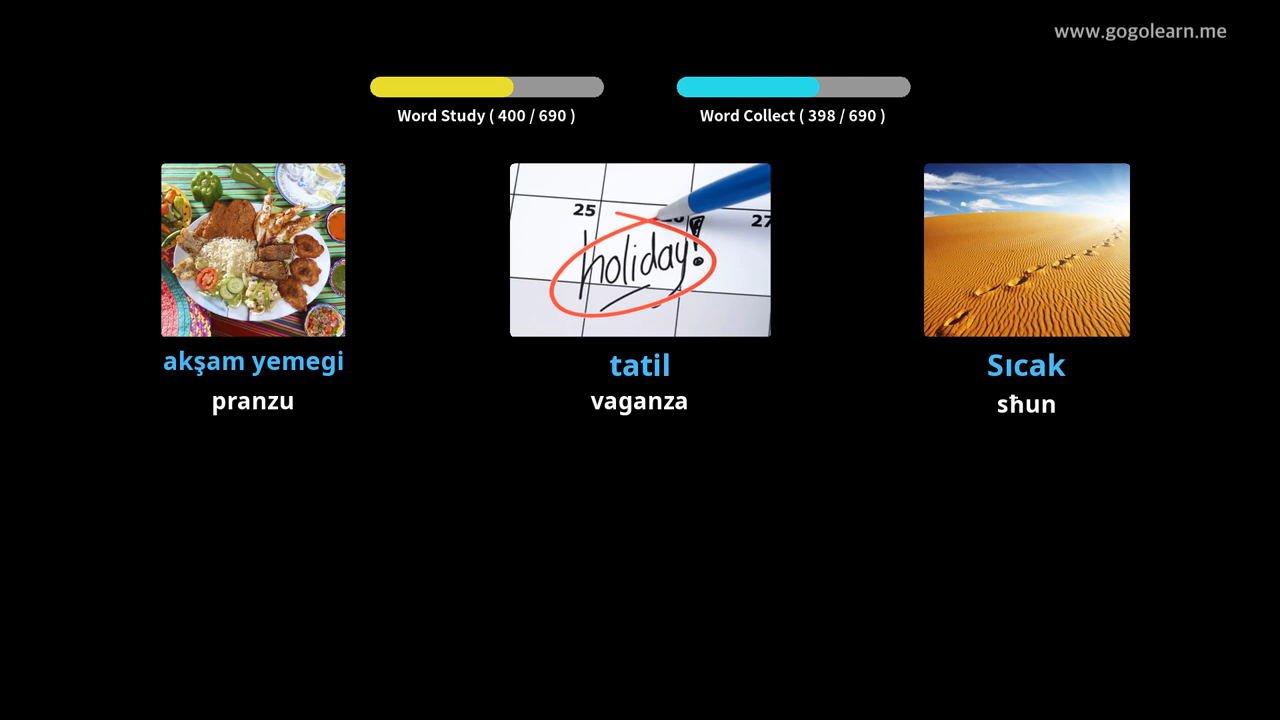 www.gogolearn.me
Word Study ( 400 / 690 )
Word Collect ( 398 / 690 )
25
27
holiday!
akşam yemegi
tatil
Sıcak
pranzu
vaganza
sħun